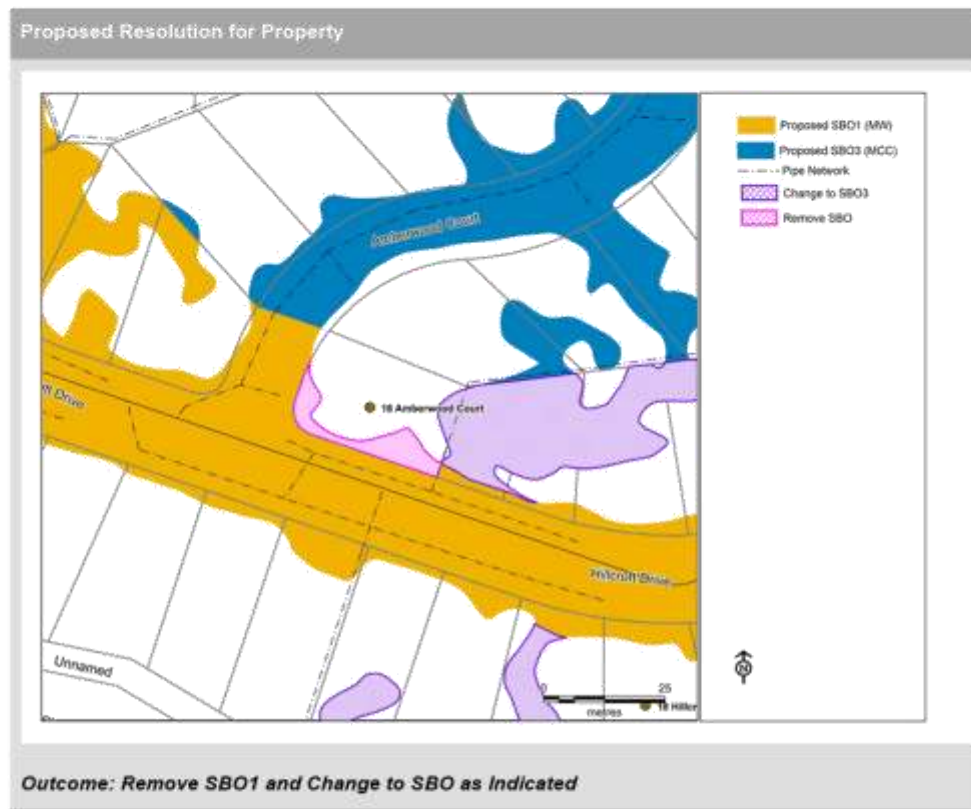 Proposed Resolution for Property
Proposed SBO1 (MW)
Proposed SBO3 (MCC)
Pipe Network
Change to SBO3
Remove SBO
Amberwood Court
Drive
16 Amberwood Court
Hillcroft Drive
Unnamed
0 25
metres
Outcome: Remove SBO1 and Change to SBO as Indicated